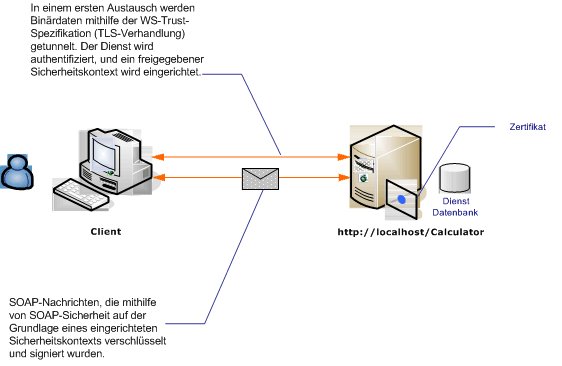 In einem ersten Austausch werden
Binärdaten mithilfe der WS-Trust-
Spezifikation (TLS-Verhandlung)
getunnelt. Der Dienst wird
authentifiziert, und ein freigegebener
Sicherheitskontext wird eingerichtet.
Zertifikat
Dienst
Datenbank
Client
http://localhost/Calculator
SOAP-Nachrichten, die mithilfe
von SOAP-Sicherheit auf der
Grundlage eines eingerichteten
Sicherheitskontexts verschlüsselt
und signiert wurden.